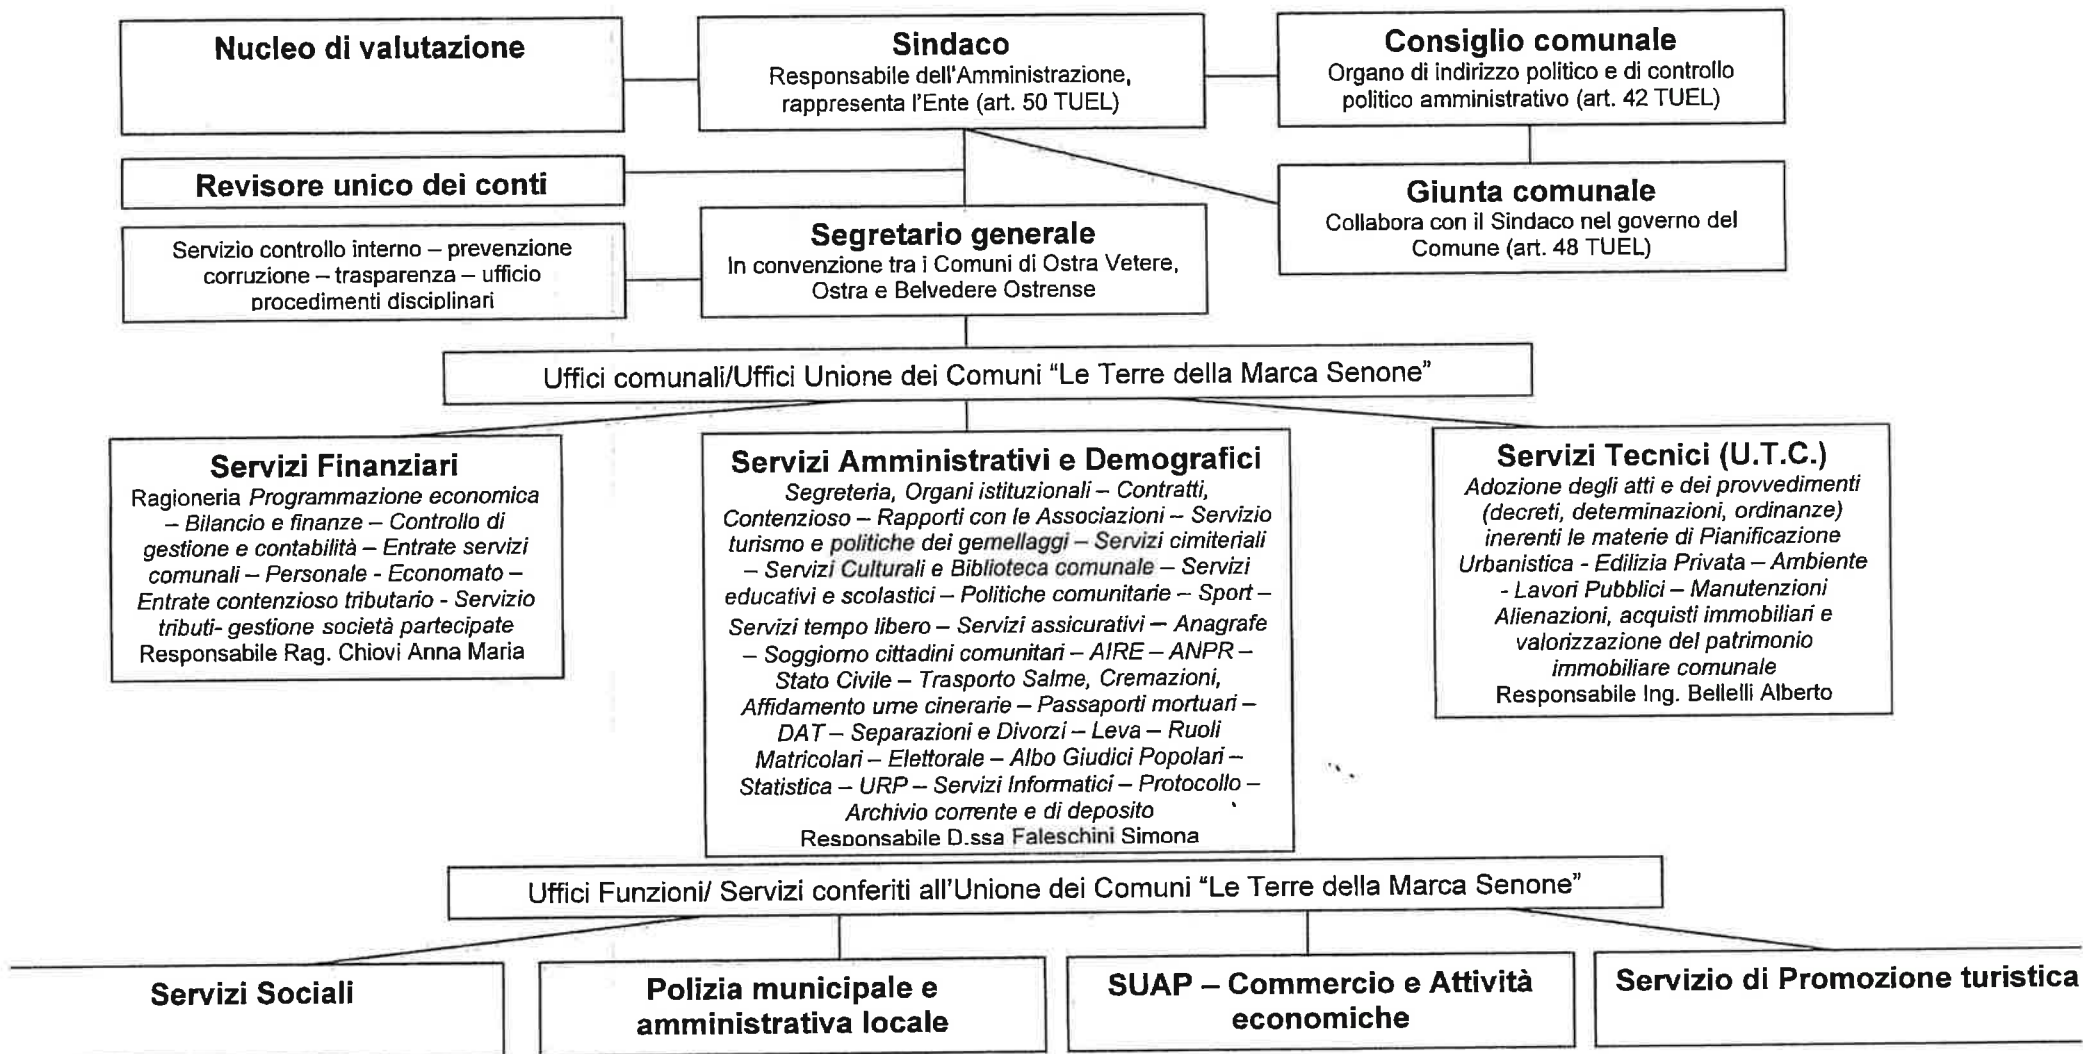 Nucleo di valutazione
Sindaco
Responsabile dell'Amministrazione,
rappresenta l'Ente (art. 50 TUEL)
Consiglio comunale
Organo di indirizzo politico e di controllo
politico amministrativo (art. 42 TUEL)
Revisore unico dei conti
Giunta comunale
Collabora con il Sindaco nel governo del
Comune (art. 48 TUEL)
Servizio controllo interno – prevenzione
corruzione – trasparenza – ufficio
procedimenti disciplinari
Segretario generale
In convenzione tra i Comuni di Ostra Vetere,
Ostra e Belvedere Ostrense
Uffici comunali/Uffici Unione dei Comuni “Le Terre della Marca Senone”
Servizi Finanziari
Ragioneria Programmazione economica
– Bilancio e finanze – Controllo di
gestione e contabilità – Entrate servizi
comunali – Personale - Economato –
Entrate contenzioso tributario - Servizio
tributi- gestione società partecipate
Responsabile Rag. Chiovi Anna Maria
Servizi Amministrativi e Demografici
Segreteria, Organi istituzionali – Contratti,
Contenzioso – Rapporti con le Associazioni – Servizio
turismo e politiche dei gemellaggi – Servizi cimiteriali
– Servizi Culturali e Biblioteca comunale – Servizi
educativi e scolastici – Politiche comunitarie – Sport –
Servizi tempo libero – Servizi assicurativi – Anagrafe
– Soggiorno cittadini comunitari – AIRE – ANPR –
Stato Civile – Trasporto Salme, Cremazioni,
Affidamento urne cinerarie – Passaporti mortuari –
DAT – Separazioni e Divorzi – Leva – Ruoli
Matricolari – Elettorale – Albo Giudici Popolari –
Statistica – URP – Servizi Informatici – Protocollo –
Archivio corrente e di deposito
Responsabile D.ssa Faleschini Simona
Servizi Tecnici (U.T.C.)
Adozione degli atti e dei provvedimenti
(decreti, determinazioni, ordinanze)
inerenti le materie di Pianificazione
Urbanistica - Edilizia Privata – Ambiente
- Lavori Pubblici – Manutenzioni
Alienazioni, acquisti immobiliari e
valorizzazione del patrimonio
immobiliare comunale
Responsabile Ing. Bellelli Alberto
Uffici Funzioni/ Servizi conferiti all'Unione dei Comuni “Le Terre della Marca Senone”
Servizi Sociali
Polizia municipale e
amministrativa locale
SUAP – Commercio e Attività
economiche
Servizio di Promozione turistica